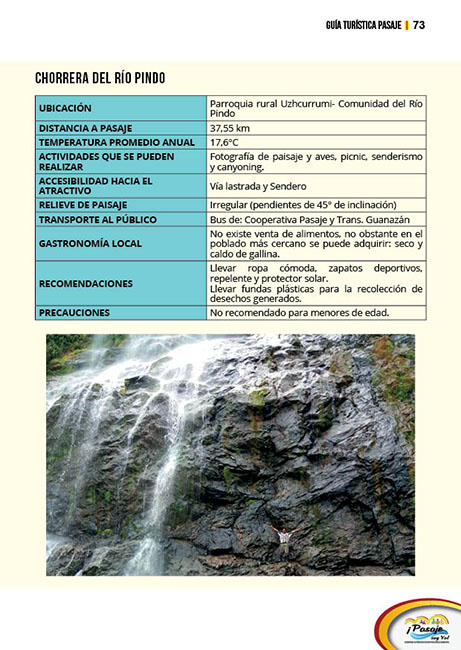 GUÍA TURÍSTICA PASAJE | 73
CHORRERA DEL RÍO PINDO
UBICACIÓN
Parroquia rural Uzhcurrumi- Comunidad del Río
Pindo
DISTANCIA A PASAJE
37,55 km
TEMPERATURA PROMEDIO ANUAL
17,6°C
ACTIVIDADES QUE SE PUEDEN
REALIZAR
Fotografía de paisaje y aves, picnic, senderismo
y canyoning.
ACCESIBILIDAD HACIA EL
ATRACTIVO
Vía lastrada y Sendero
RELIEVE DE PAISAJE
Irregular (pendientes de 45° de inclinación)
TRANSPORTE AL PÚBLICO
Bus de: Cooperativa Pasaje y Trans. Guanazán
GASTRONOMÍA LOCAL
No existe venta de alimentos, no obstante en el
poblado más cercano se puede adquirir: seco y
caldo de gallina.
RECOMENDACIONES
Llevar ropa cómoda, zapatos deportivos,
repelente y protector solar.
Llevar fundas plásticas para la recolección de
desechos generados.
PRECAUCIONES
No recomendado para menores de edad.
¡Pasaje
soy Yo!